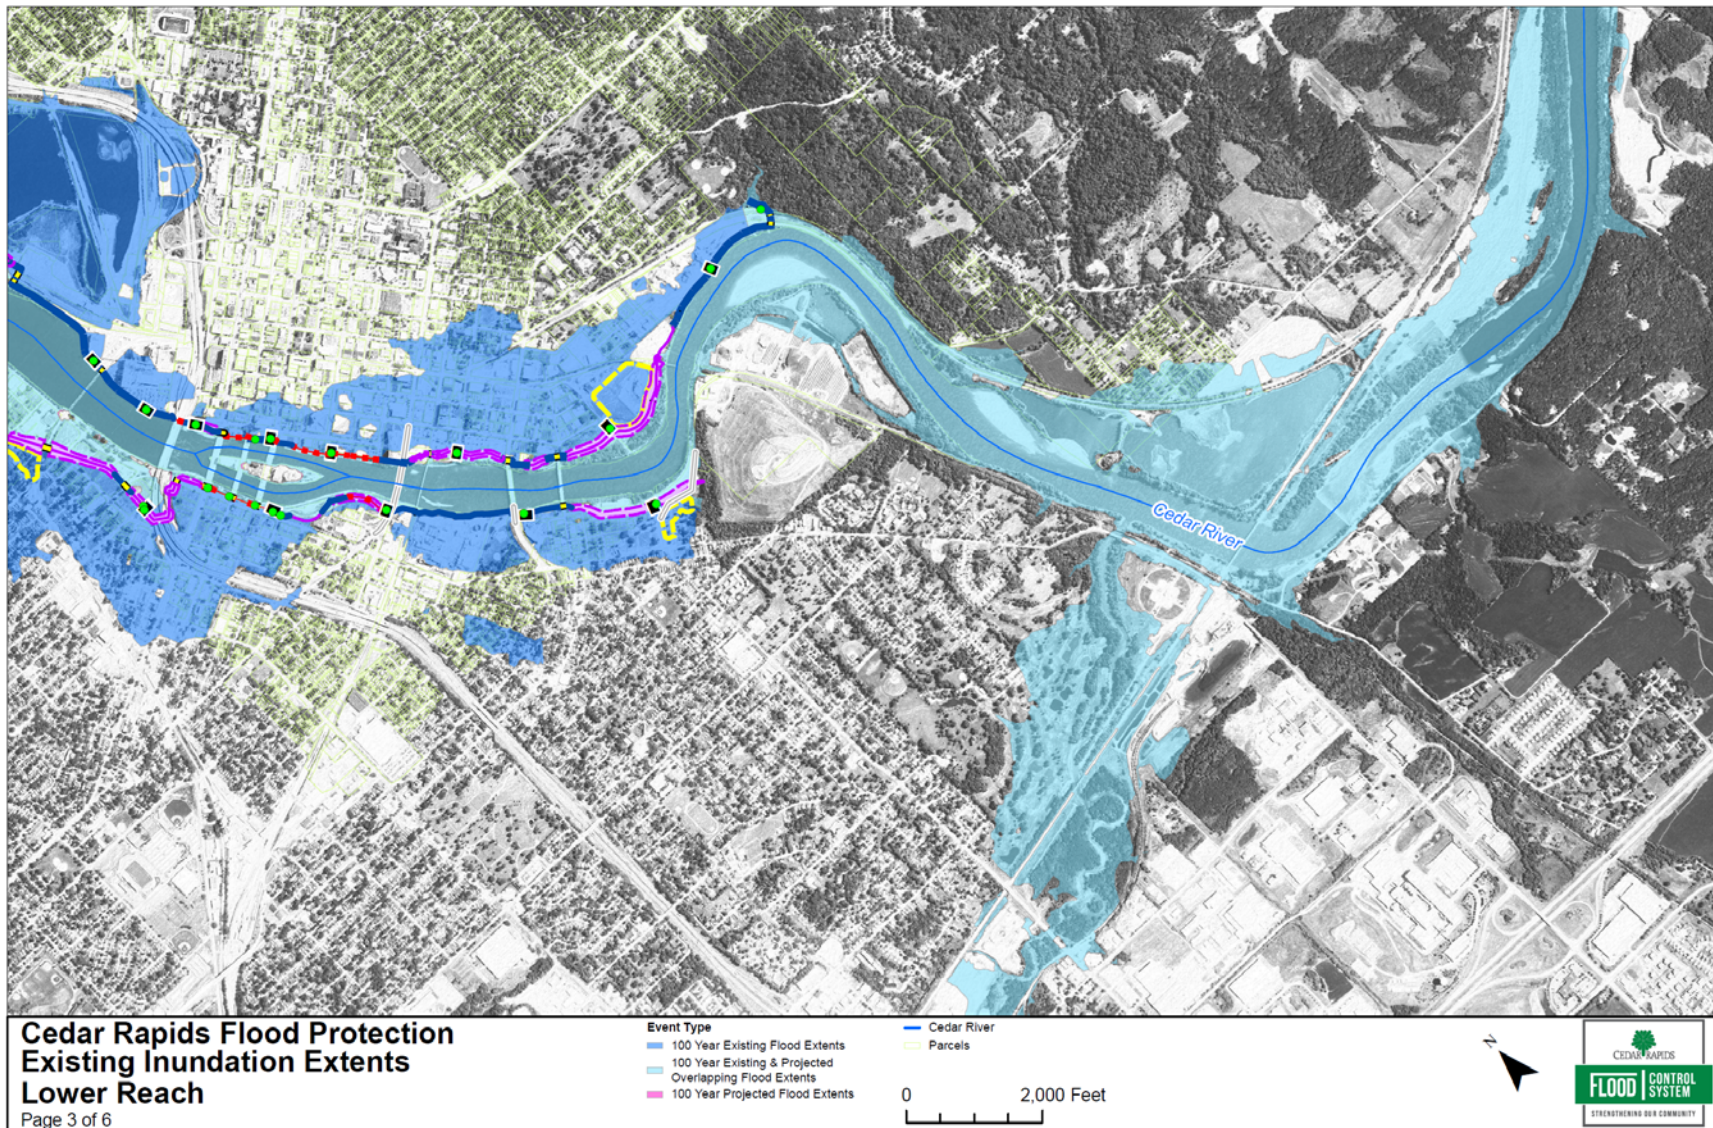 Cedar River
Cedar Rapids Flood Protection
Existing Inundation Extents
Lower Reach
Page 3 of 6
Event Type
100 Year Existing Flood Extents
100 Year Existing & Projected
Overlapping Flood Extents
100 Year Projected Flood Extents
Cedar River
Parcels
0 2,000 Feet
N
CEDAR RAPIDS
FLOOD CONTROL
SYSTEM
STRENGTHENING OUR COMMUNITY